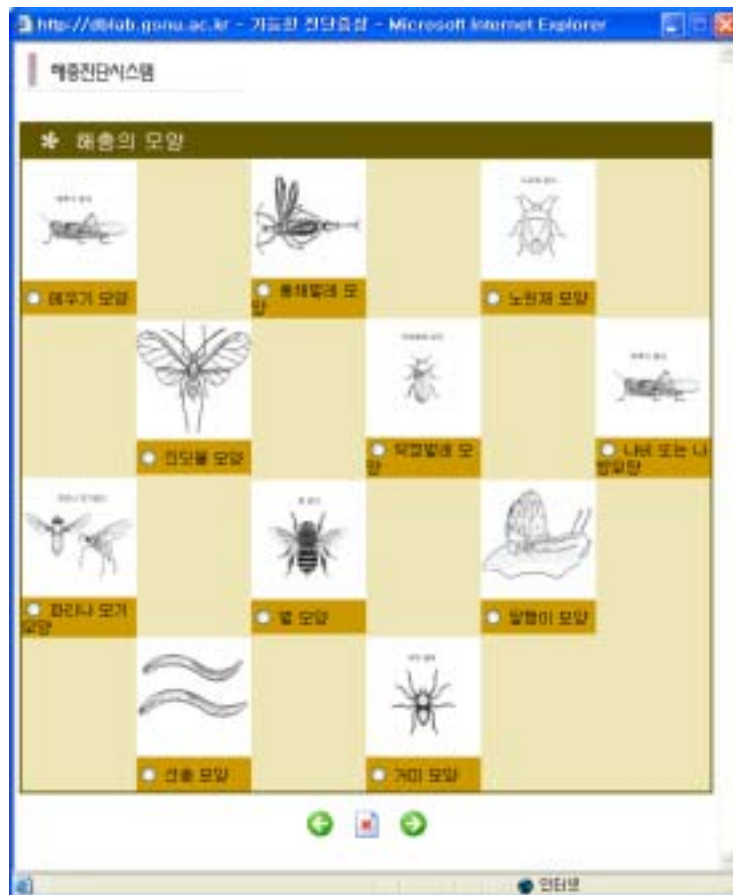 http://dblab.gsnu.ac.kr - 가능한 진단증상 - Microsoft Internet Explorer
해충진단시스템
해충의 모양
메뚜기 모양
총채벌레 모
양
노린재 모양
진딧물 모양
딱정벌레 모
양
나비 또는 나
방모양
파리나 모기
모양
벌 모양
달팽이 모양
선충 모양
거미 모양
인터넷